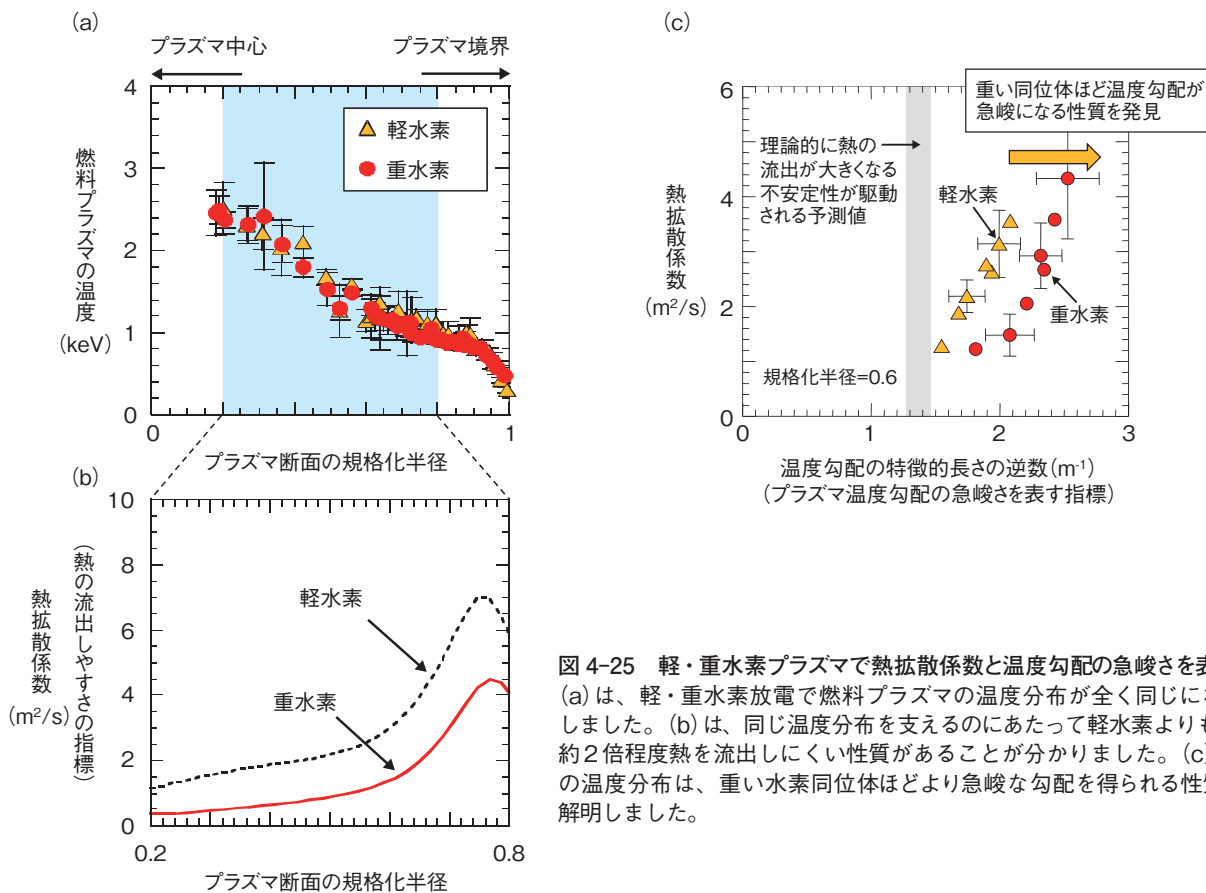 (a)
プラズマ中心
プラズマ境界
4
3
2
1
0
0
1
燃料プラズマの温度
(keV)
軽水素
重水素
プラズマ断面の規格化半径
(b)
10
8
6
4
2
0
0.2
0.8
熱拡散係数
(熱の流出しやすさの指標)
(m²/s)
軽水素
重水素
プラズマ断面の規格化半径
(c)
6
4
2
0
0
1
2
3
熱拡散係数
(m²/s)
重い同位体ほど温度勾配が
急峻になる性質を発見
理論的に熱の
流出が大きくなる
不安定性が駆動
される予測値
軽水素
重水素
規格化半径=0.6
温度勾配の特徴的長さの逆数(m⁻¹)
(プラズマ温度勾配の急峻さを表す指標)
図 4-25 軽・重水素プラズマで熱拡散係数と温度勾配の急峻さを表
(a)は、軽・重水素放電で燃料プラズマの温度分布が全く同じに
しました。(b)は、同じ温度分布を支えるのにあたって軽水素より
約2倍程度熱を流出しにくい性質があることが分かりました。(c)
の温度分布は、重い水素同位体ほどより急峻な勾配を得られる性
解明しました。